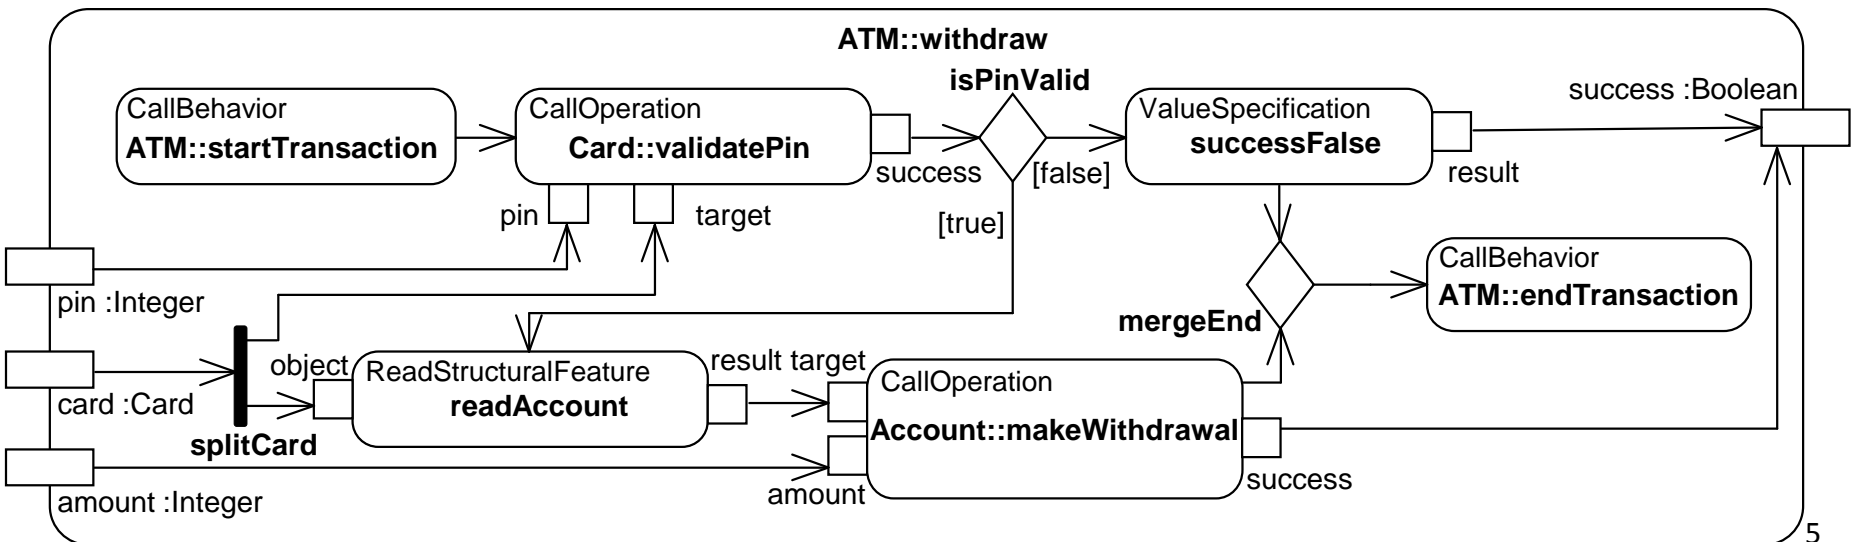 ATM::withdraw
isPinValid
success :Boolean
CallBehavior
ATM::startTransaction
CallOperation
Card::validatePin
success
[false]
ValueSpecification
successFalse
result
pin
target
[true]
pin :Integer
CallBehavior
ATM::endTransaction
mergeEnd
card :Card
splitCard
object
ReadStructuralFeature
readAccount
result target
CallOperation
Account::makeWithdrawal
success
amount :Integer
amount
5